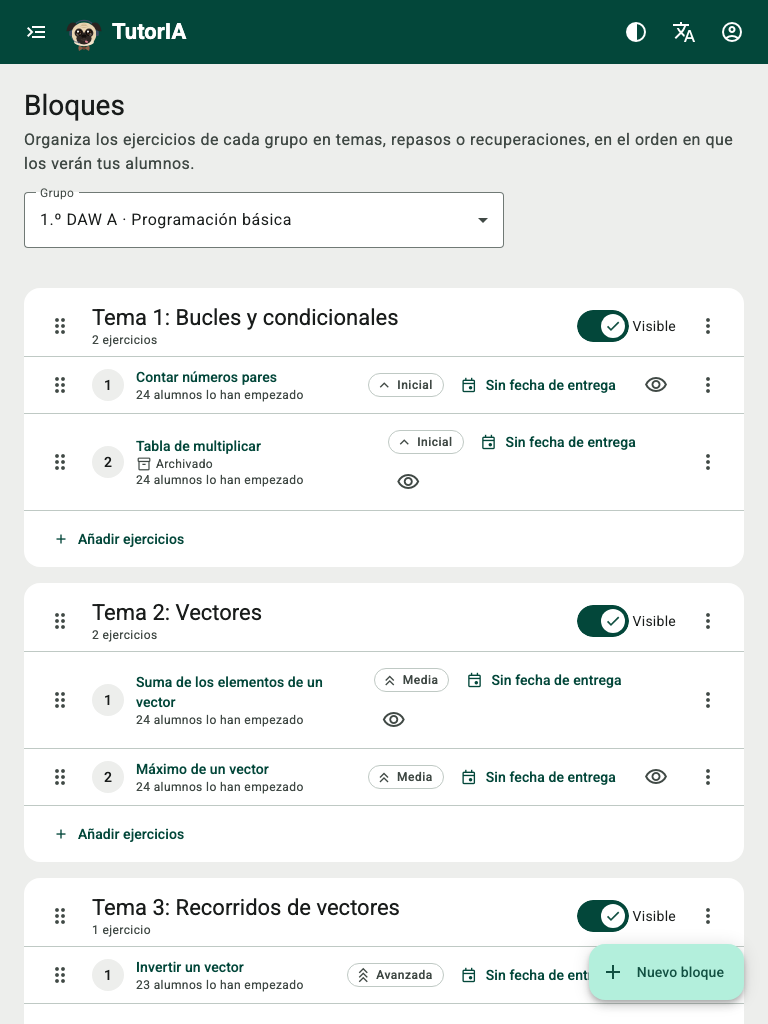 TutorIA
Bloques
Organiza los ejercicios de cada grupo en temas, repasos o recuperaciones, en el orden en que
los verán tus alumnos.
Grupo
1.º DAW A · Programación básica
Tema 1: Bucles y condicionales
2 ejercicios
Visible
1
Contar números pares
24 alumnos lo han empezado
Inicial
Sin fecha de entrega
2
Tabla de multiplicar
Archivado
24 alumnos lo han empezado
Inicial
Sin fecha de entrega
Añadir ejercicios
Tema 2: Vectores
2 ejercicios
Visible
1
Suma de los elementos de un
vector
24 alumnos lo han empezado
Media
Sin fecha de entrega
2
Máximo de un vector
24 alumnos lo han empezado
Media
Sin fecha de entrega
Añadir ejercicios
Tema 3: Recorridos de vectores
1 ejercicio
Visible
1
Invertir un vector
23 alumnos lo han empezado
Avanzada
Sin fecha de
Nuevo bloque